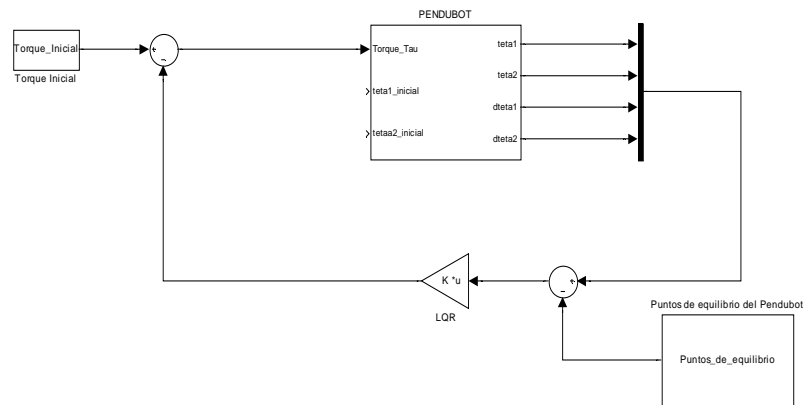 PENDUBOT
Torque_Inicial
Torque Inicial
Torque_Tau
teta1_inicial
tetaa2_inicial
teta1
teta2
dteta1
dteta2
K *u
LQR
Puntos de equilibrio del Pendubot
Puntos_de_equilibrio